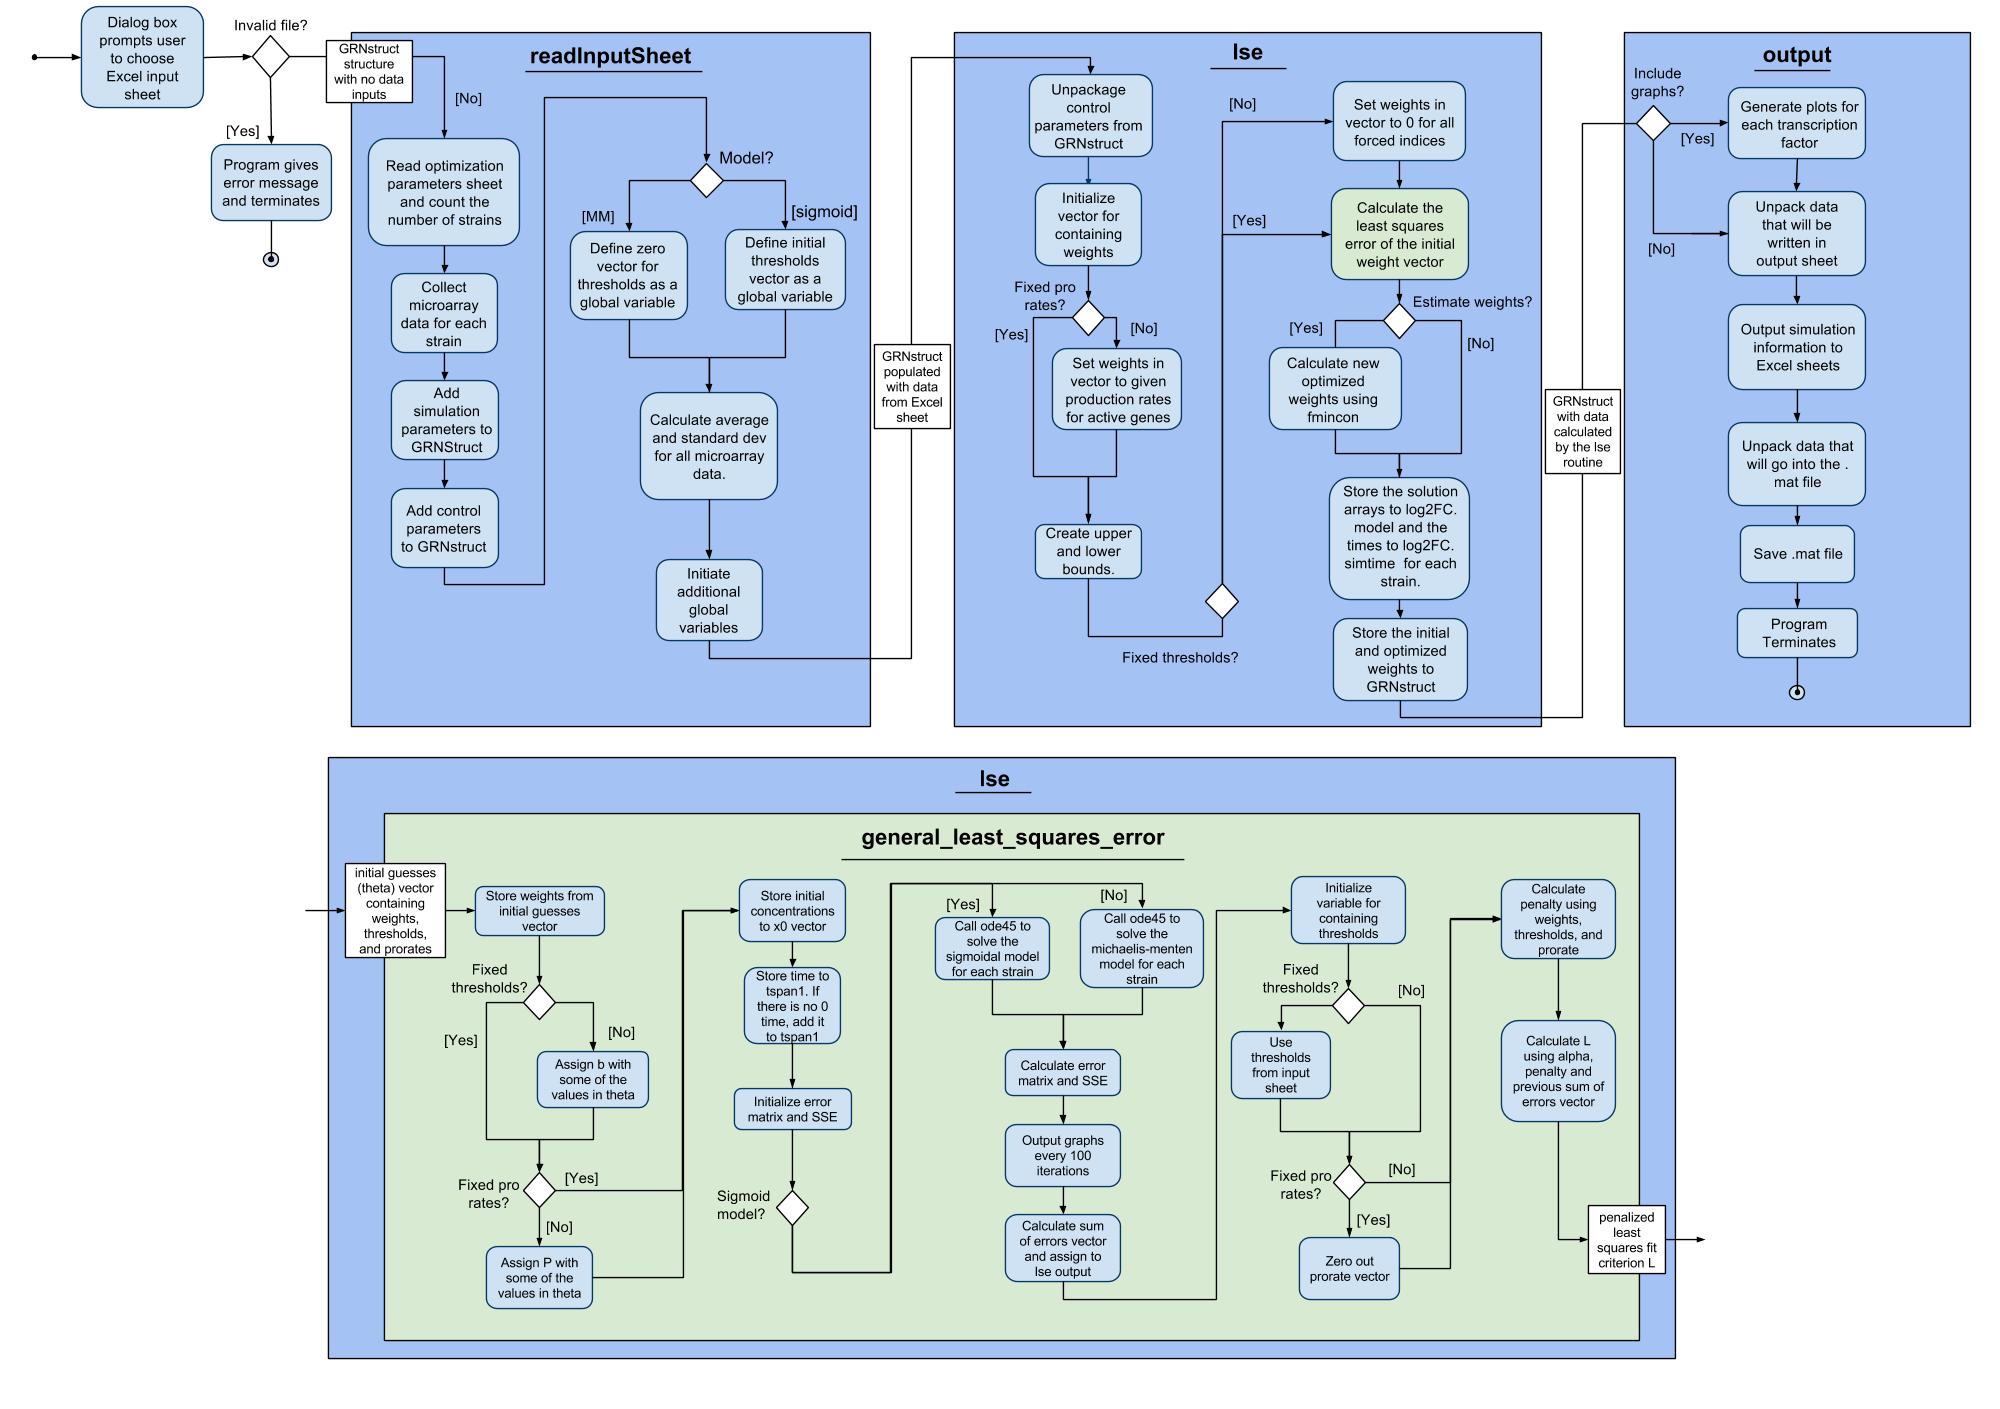 Dialog box
prompts user
to choose
Excel input
sheet
Invalid file?
[Yes]
Program gives
error message
and terminates
GRNstruct
structure
with no data
inputs
[No]
readInputSheet
Read optimization
parameters sheet
and count the
number of strains
Collect
microarray
data for each
strain
Add
simulation
parameters to
GRNStruct
Add control
parameters
to GRNstruct
Model?
[MM]
[sigmoid]
Define zero
vector for
thresholds as a
global variable
Define initial
thresholds
vector as a
global variable
Calculate average
and standard dev
for all microarray
data.
Initiate
additional
global
variables
GRNstruct
populated
with data
from Excel
sheet
lse
Unpackage
control
parameters from
GRNstruct
Initialize
vector for
containing
weights
Fixed pro
rates?
[Yes]
[No]
Set weights in
vector to given
production rates
for active genes
Create upper
and lower
bounds.
Fixed thresholds?
[No]
[Yes]
Set weights in
vector to 0 for all
forced indices
Calculate the
least squares
error of the initial
weight vector
Estimate weights?
[Yes]
[No]
Calculate new
optimized
weights using
fmincon
Store the solution
arrays to log2FC.
model and the
times to log2FC.
simtime  for each
strain.
Store the initial
and optimized
weights to
GRNstruct
GRNstruct
with data
calculated
by the lse
routine
output
Include
graphs?
[Yes]
[No]
Generate plots for
each transcription
factor
Unpack data
that will be
written in
output sheet
Output simulation
information to
Excel sheets
Unpack data that
will go into the .
mat file
Save .mat file
Program
Terminates
lse
general_least_squares_error
initial guesses
(theta) vector
containing
weights,
thresholds,
and prorates
Store weights from
initial guesses
vector
Fixed
thresholds?
[Yes]
[No]
Assign b with
some of the
values in theta
Fixed pro
rates?
[Yes]
[No]
Assign P with
some of the
values in theta
Store initial
concentrations
to x0 vector
Store time to
tspan1. If
there is no 0
time, add it
to tspan1
Initialize error
matrix and SSE
Sigmoid
model?
[Yes]
[No]
Call ode45 to
solve the
sigmoidal model
for each strain
Call ode45 to
solve the
michaelis-menten
model for each
strain
Calculate error
matrix and SSE
Output graphs
every 100
iterations
Calculate sum
of errors vector
and assign to
lse output
Initialize
variable for
containing
thresholds
Fixed
thresholds?
[No]
Use
thresholds
from input
sheet
Fixed pro
rates?
[No]
[Yes]
Zero out
prorate vector
Calculate
penalty using
weights,
thresholds, and
prorate
Calculate L
using alpha,
penalty and
previous sum of
errors vector
penalized
least
squares fit
criterion L